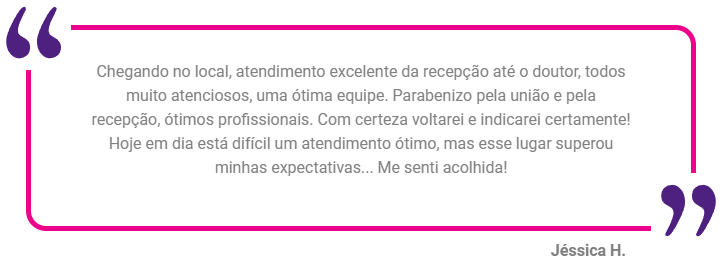 Chegando no local, atendimento excelente da recepção até o doutor, todos
muito atenciosos, uma ótima equipe. Parabenizo pela união e pela
recepção, ótimos profissionais. Com certeza voltarei e indicarei certamente!
Hoje em dia está difícil um atendimento ótimo, mas esse lugar superou
minhas expectativas... Me senti acolhida!
Jéssica H.